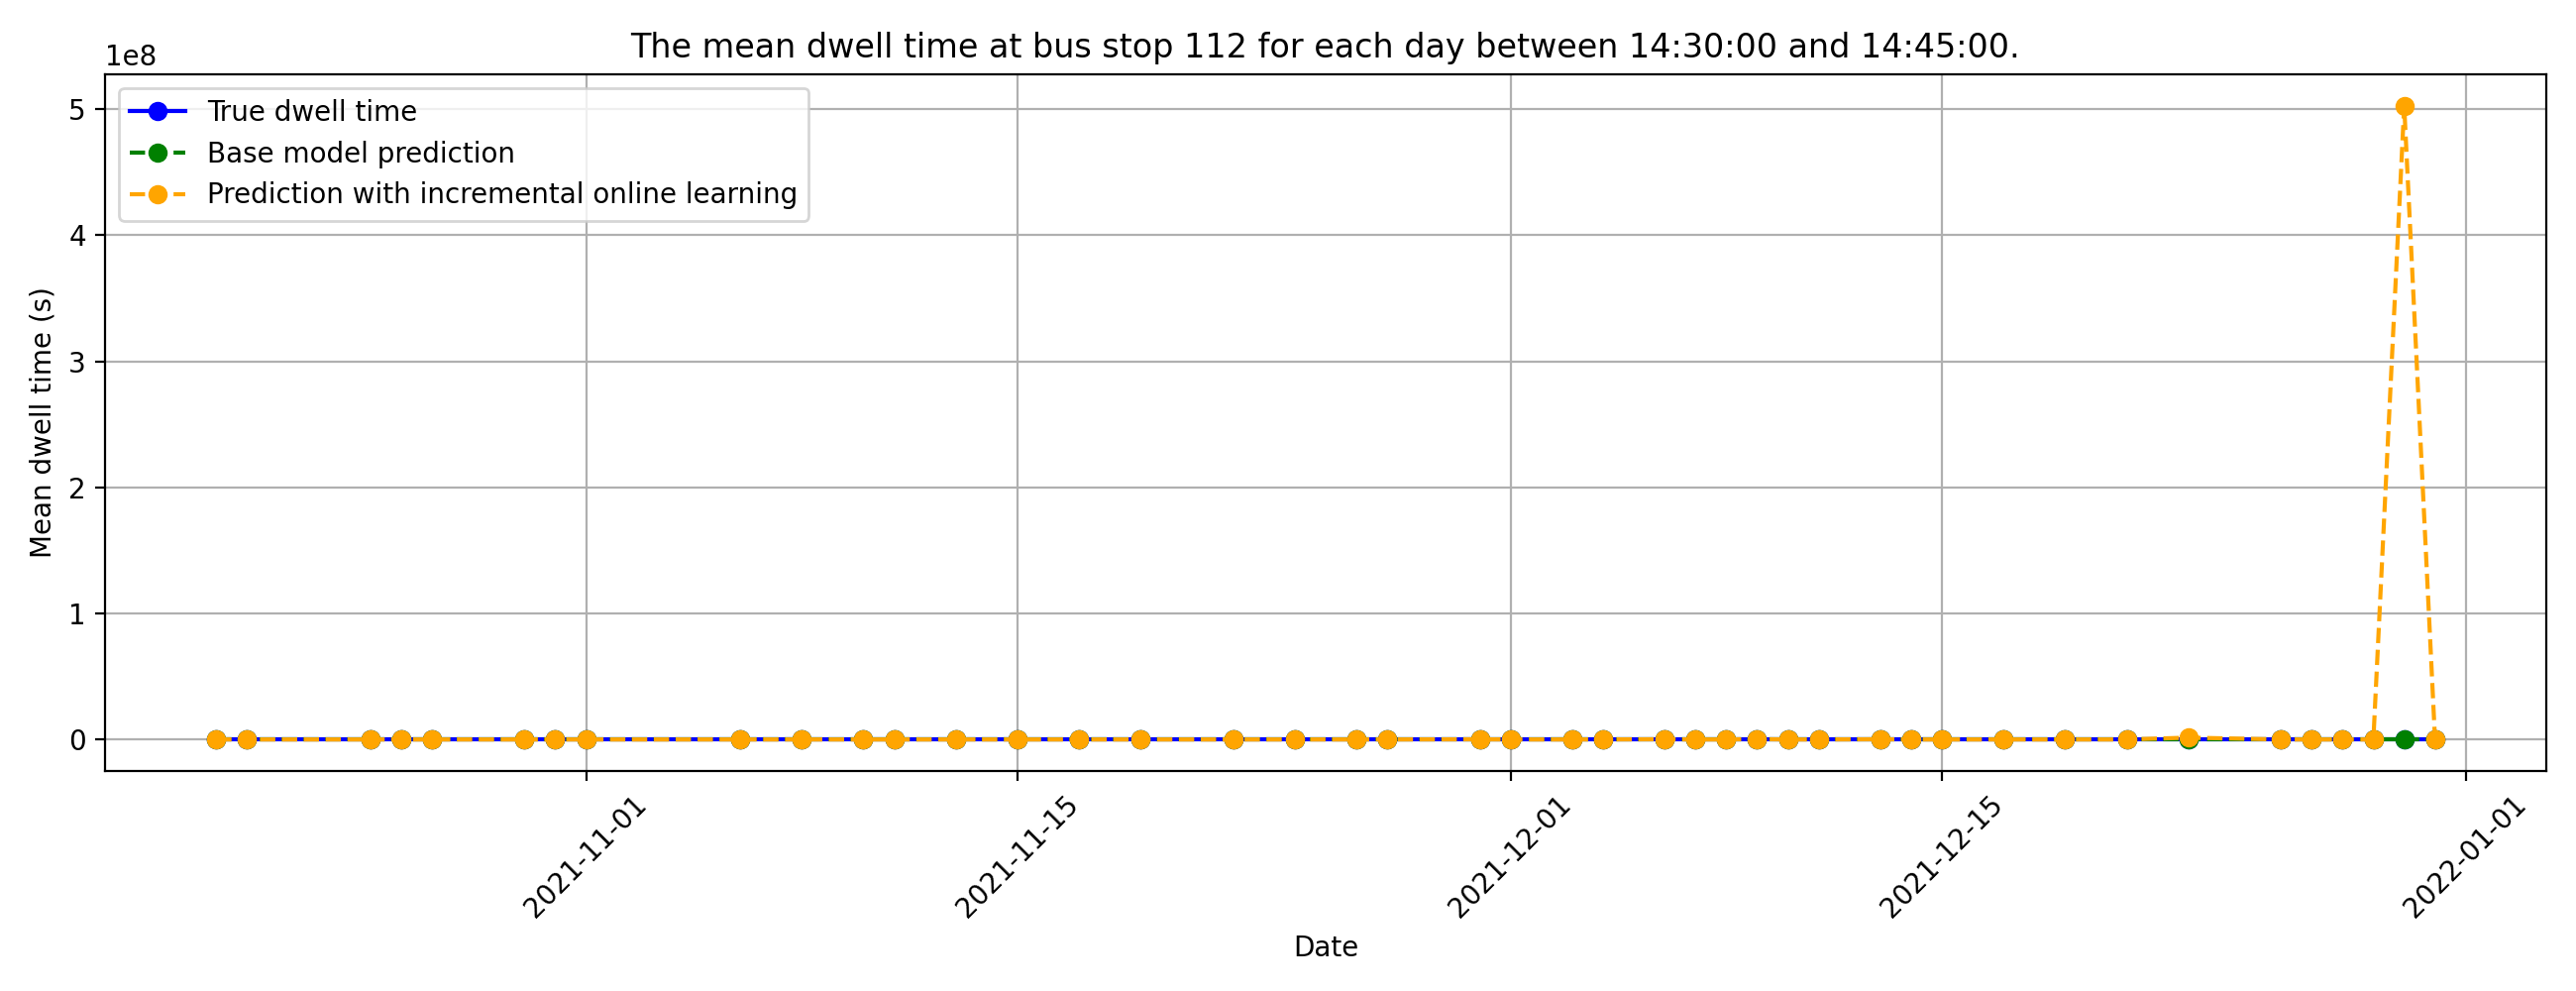 The mean dwell time at bus stop 112 for each day between 14:30:00 and 14:45:00.
1e8
True dwell time
Base model prediction
Prediction with incremental online learning
5
4
3
2
1
0
Mean dwell time (s)
2021-11-01
2021-11-15
2021-12-01
2021-12-15
2022-01-01
Date